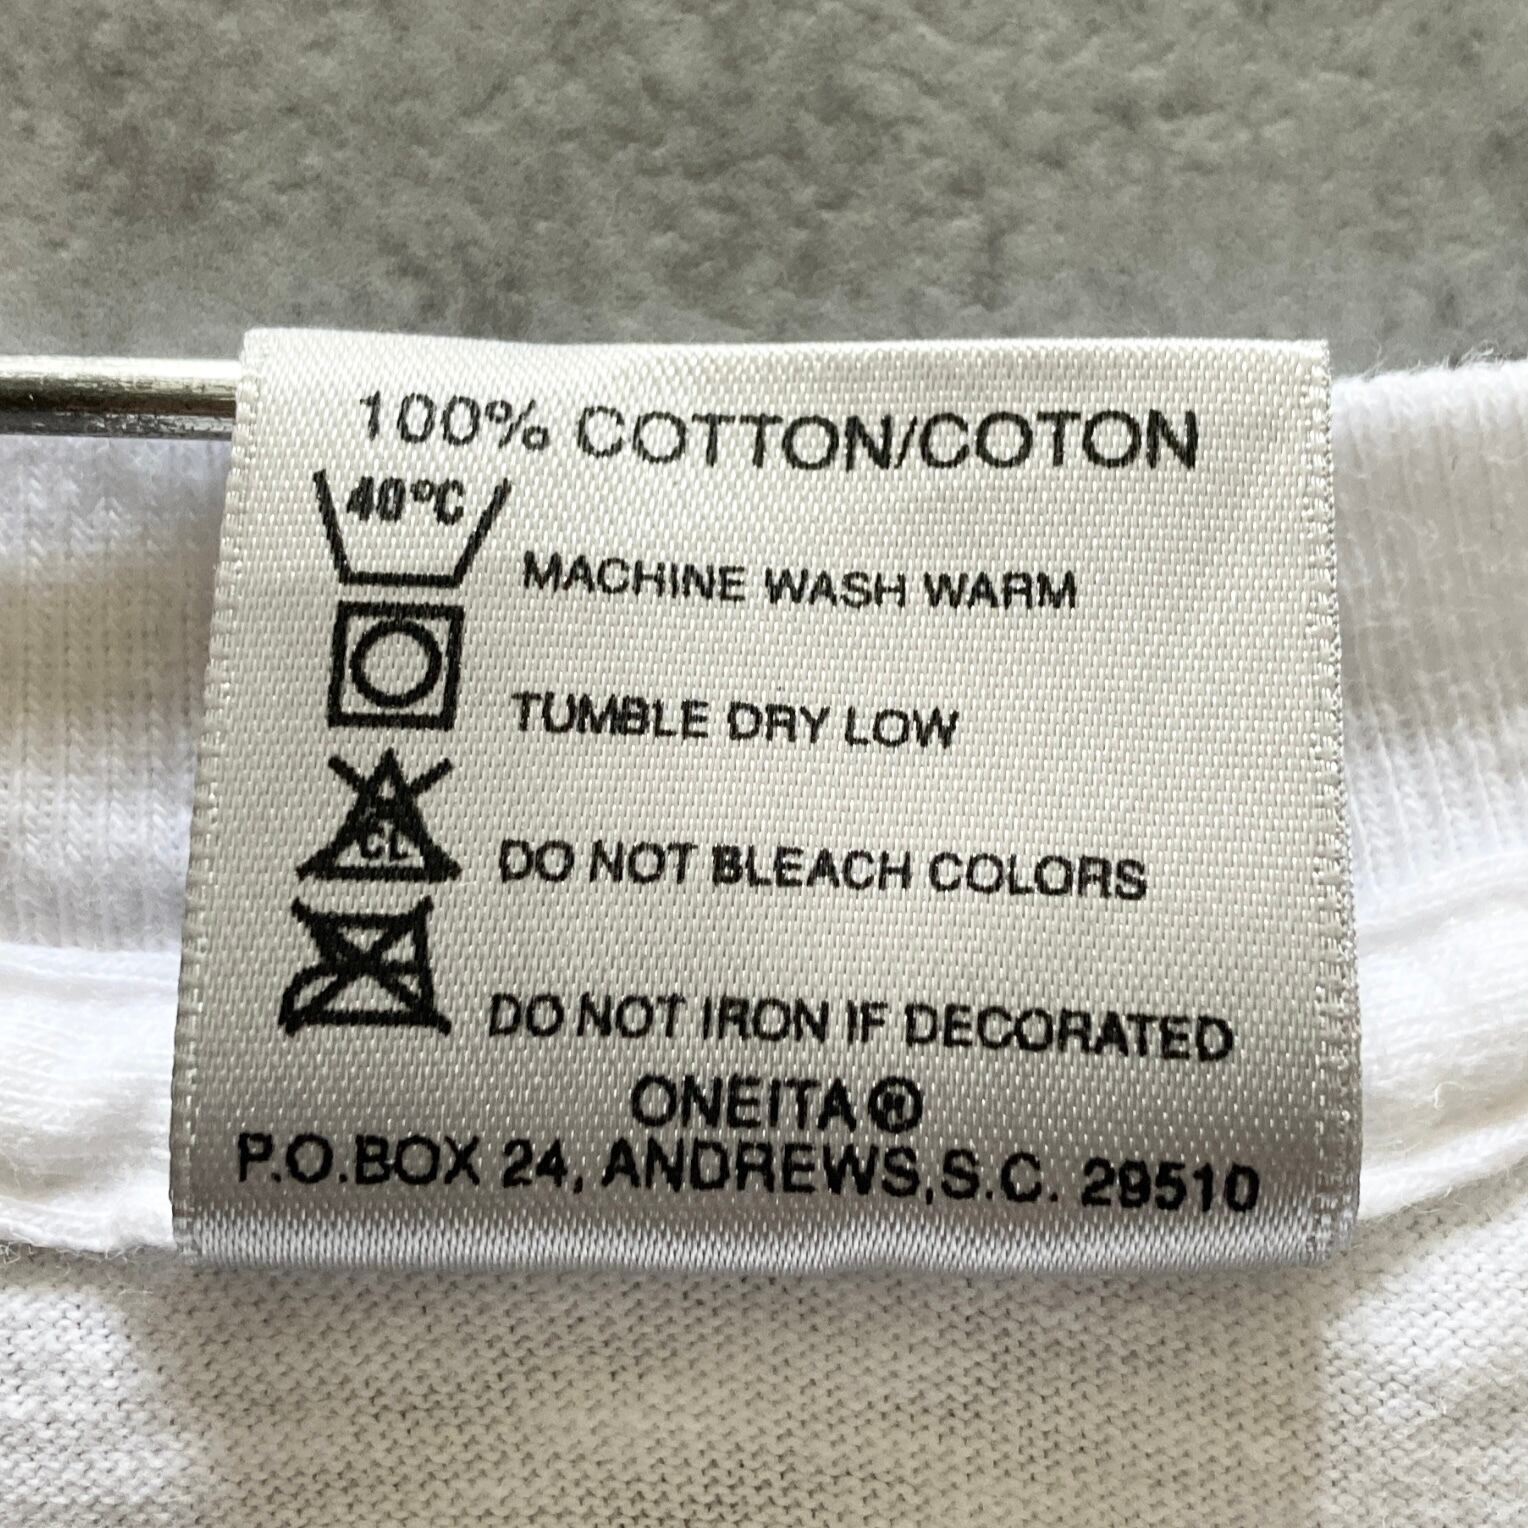 100% COTTON/COTON
40°C
MACHINE WASH WARM
TUMBLE DRY LOW
CL
DO NOT BLEACH COLORS
DO NOT IRON IF DECORATED
ONEITA®
P.O.BOX 24, ANDREWS,S.C. 29510